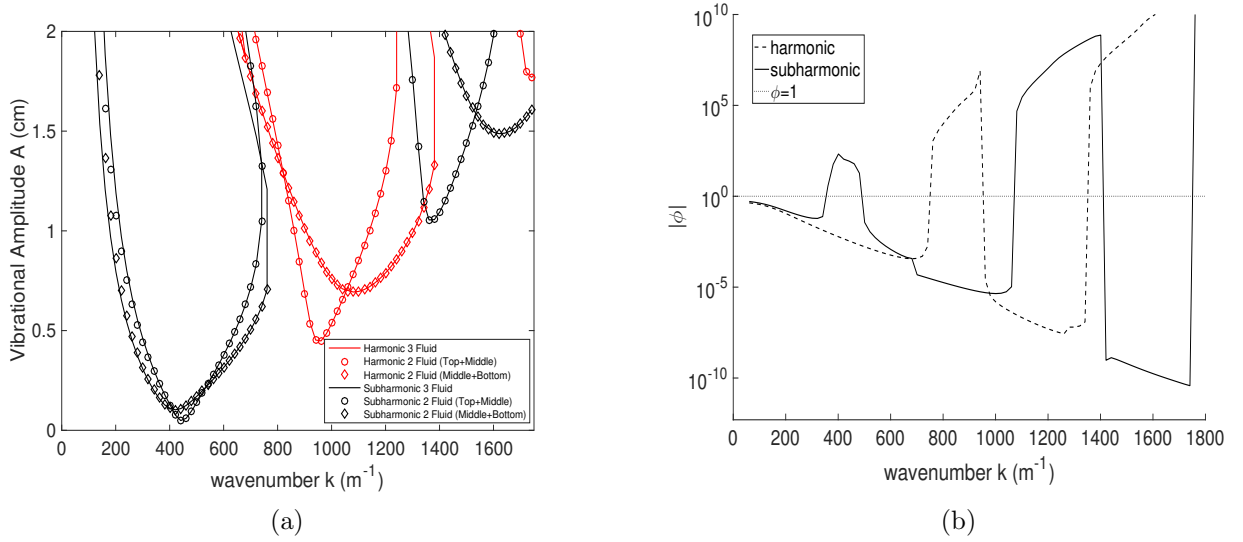 2
1.5
1
0.5
0
Vibrational Amplitude A (cm)
0 200 400 600 800 1000 1200 1400 1600
wavenumber k (m⁻¹)
Harmonic 3 Fluid
Harmonic 2 Fluid (Top+Middle)
Harmonic 2 Fluid (Middle+Bottom)
Subharmonic 3 Fluid
Subharmonic 2 Fluid (Top+Middle)
Subharmonic 2 Fluid (Middle+Bottom)
(a)
10¹⁰
10⁵
10⁰
10⁻⁵
10⁻¹⁰
|ϕ|
harmonic
subharmonic
ϕ=1
0 200 400 600 800 1000 1200 1400 1600 1800
wavenumber k (m⁻¹)
(b)